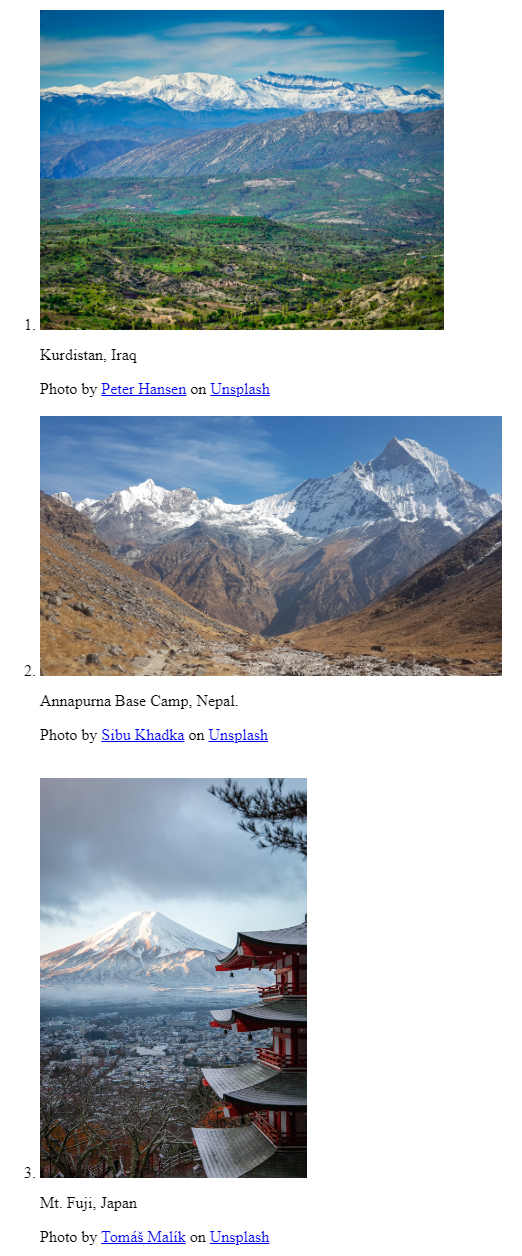 1.
Kurdistan, Iraq
Photo by Peter Hansen on Unsplash
2.
Annapurna Base Camp, Nepal.
Photo by Sibu Khadka on Unsplash
3.
Mt. Fuji, Japan
Photo by Tomáš Malík on Unsplash